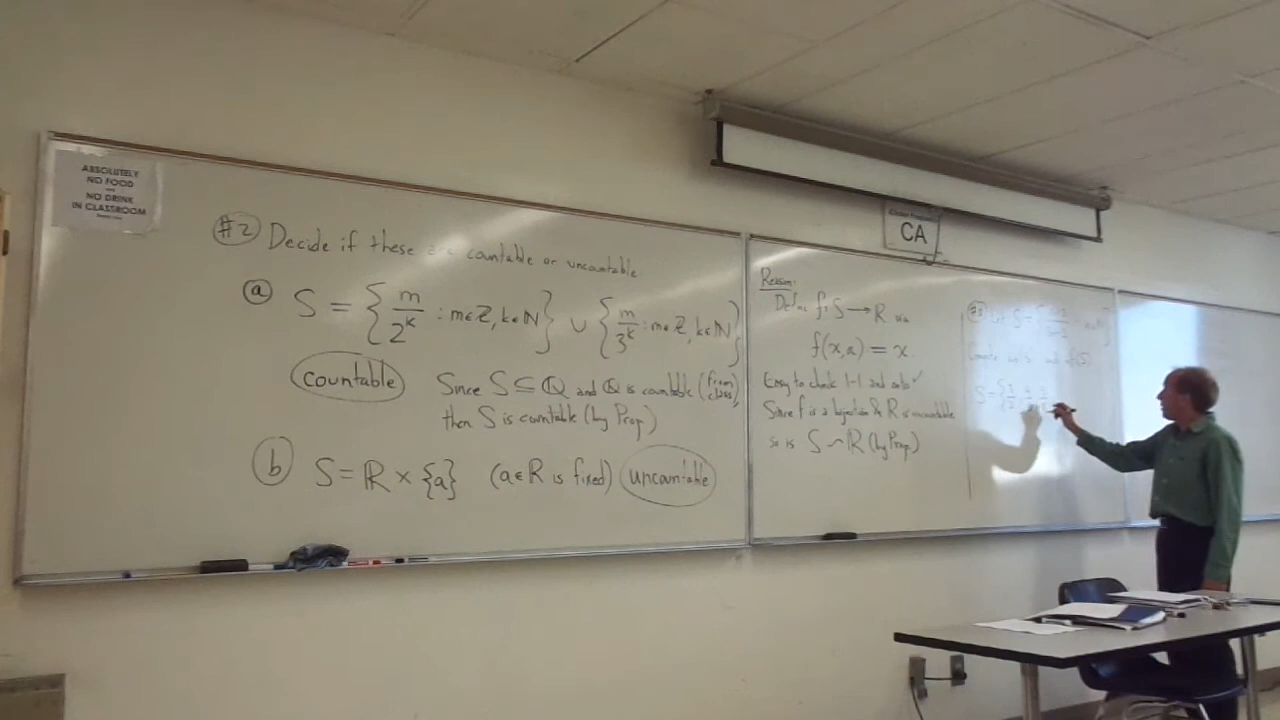 ABSOLUTELY
NO FOOD
NO DRINK
IN CLASSROOM
#2 Decide if these are countable or uncountable
(a) S = {m/2^k : m∈Z, k∈N} ∪ {m/3^k : m∈Z, k∈N}
countable Since S ⊆ Q and Q is countable (from class),
then S is countable (by Prop)
(b) S = R × {a} (a∈R is fixed) uncountable
CA
Reason:
Define f: S → R via
f(x,a) = x.
Easy to check 1-1 and onto ✓
Since f is a bijection & R is uncountable
so is S ~ R (by Prop)
S = {